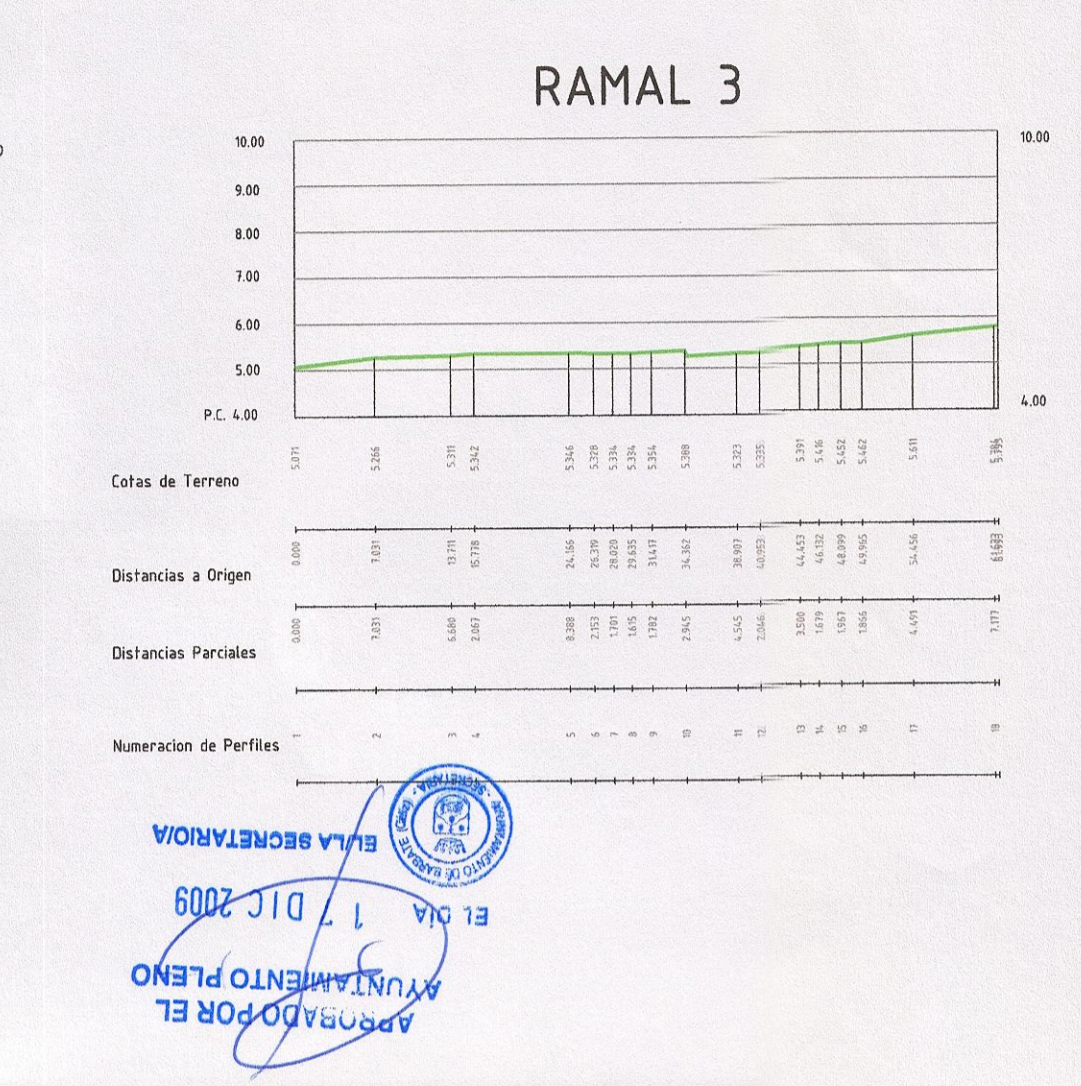 RAMAL 3
10.00 10.00
9.00
8.00
7.00
6.00
5.00
P.C. 4.00 4.00
Cotas de Terreno
5.071 5.266 5.311 5.342 5.346 5.328 5.334 5.334 5.354 5.388 5.323 5.335 5.391 5.416 5.452 5.462 5.611
Distancias a Origen
0.000 7.031 13.711 15.778 24.166 26.319 28.020 29.635 31.417 34.362 38.907 40.953 44.453 46.132 48.099 49.965 54.456
Distancias Parciales
0.000 7.031 6.680 2.067 8.388 2.153 1.701 1.615 1.782 2.945 4.545 2.046 3.500 1.679 1.967 1.866 4.491 7.177
Numeracion de Perfiles
1 2 3 4 5 6 7 8 9 10 11 12 13 14 15 16 17 18
APROBADO POR EL
AYUNTAMIENTO PLENO
EL DÍA 17 DIC 2009
EL/LA SECRETARIO/A
AYUNTAMIENTO DE BARBATE (Cádiz) - SECRETARIA -